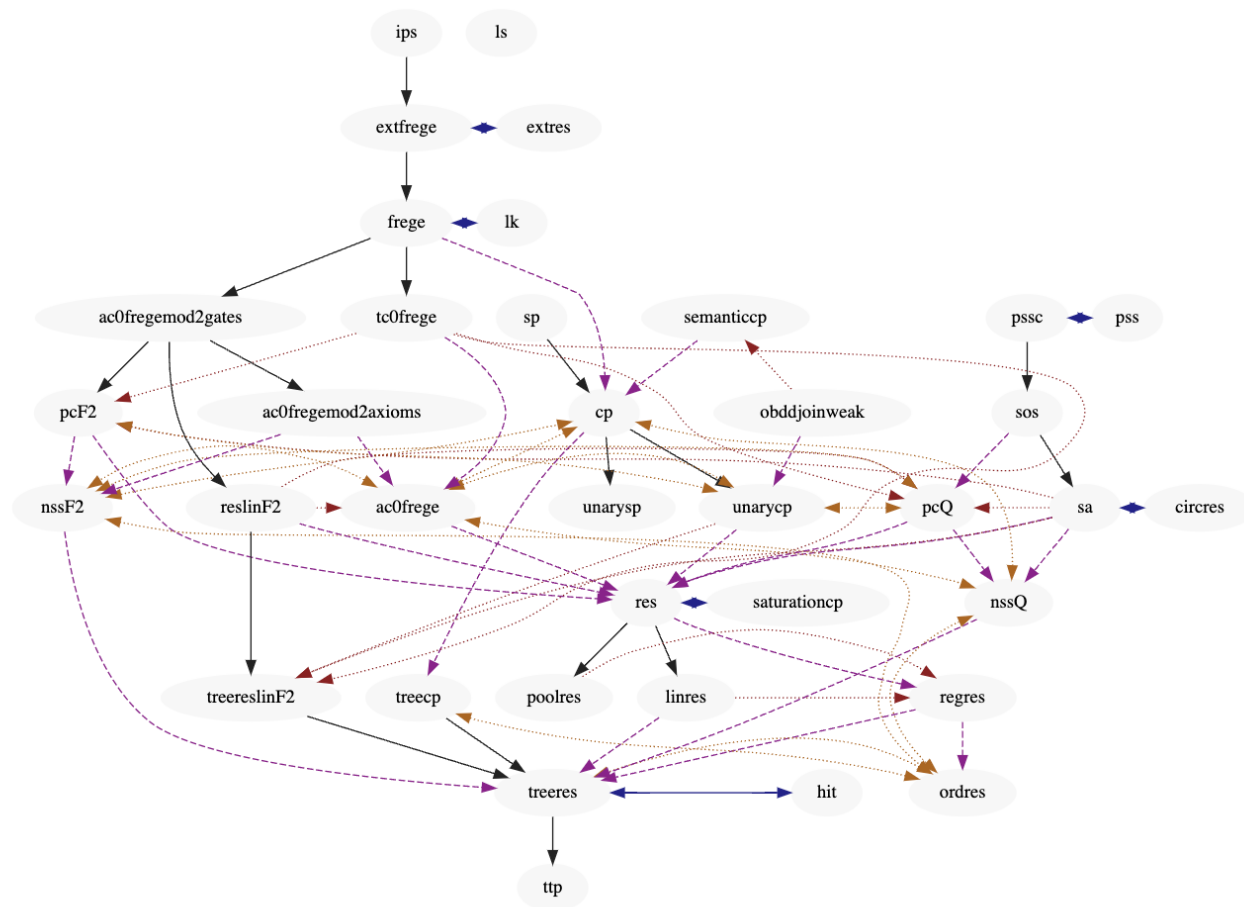 ips
ls
extfrege
extres
frege
lk
ac0fregemod2gates
tc0frege
sp
semanticcp
pssc
pss
pcF2
ac0fregemod2axioms
cp
obddjoinweak
sos
nssF2
reslinF2
ac0frege
unarysp
unarycp
pcQ
sa
circres
res
saturationcp
nssQ
treereslinF2
treecp
poolres
linres
regres
treeres
hit
ordres
ttp